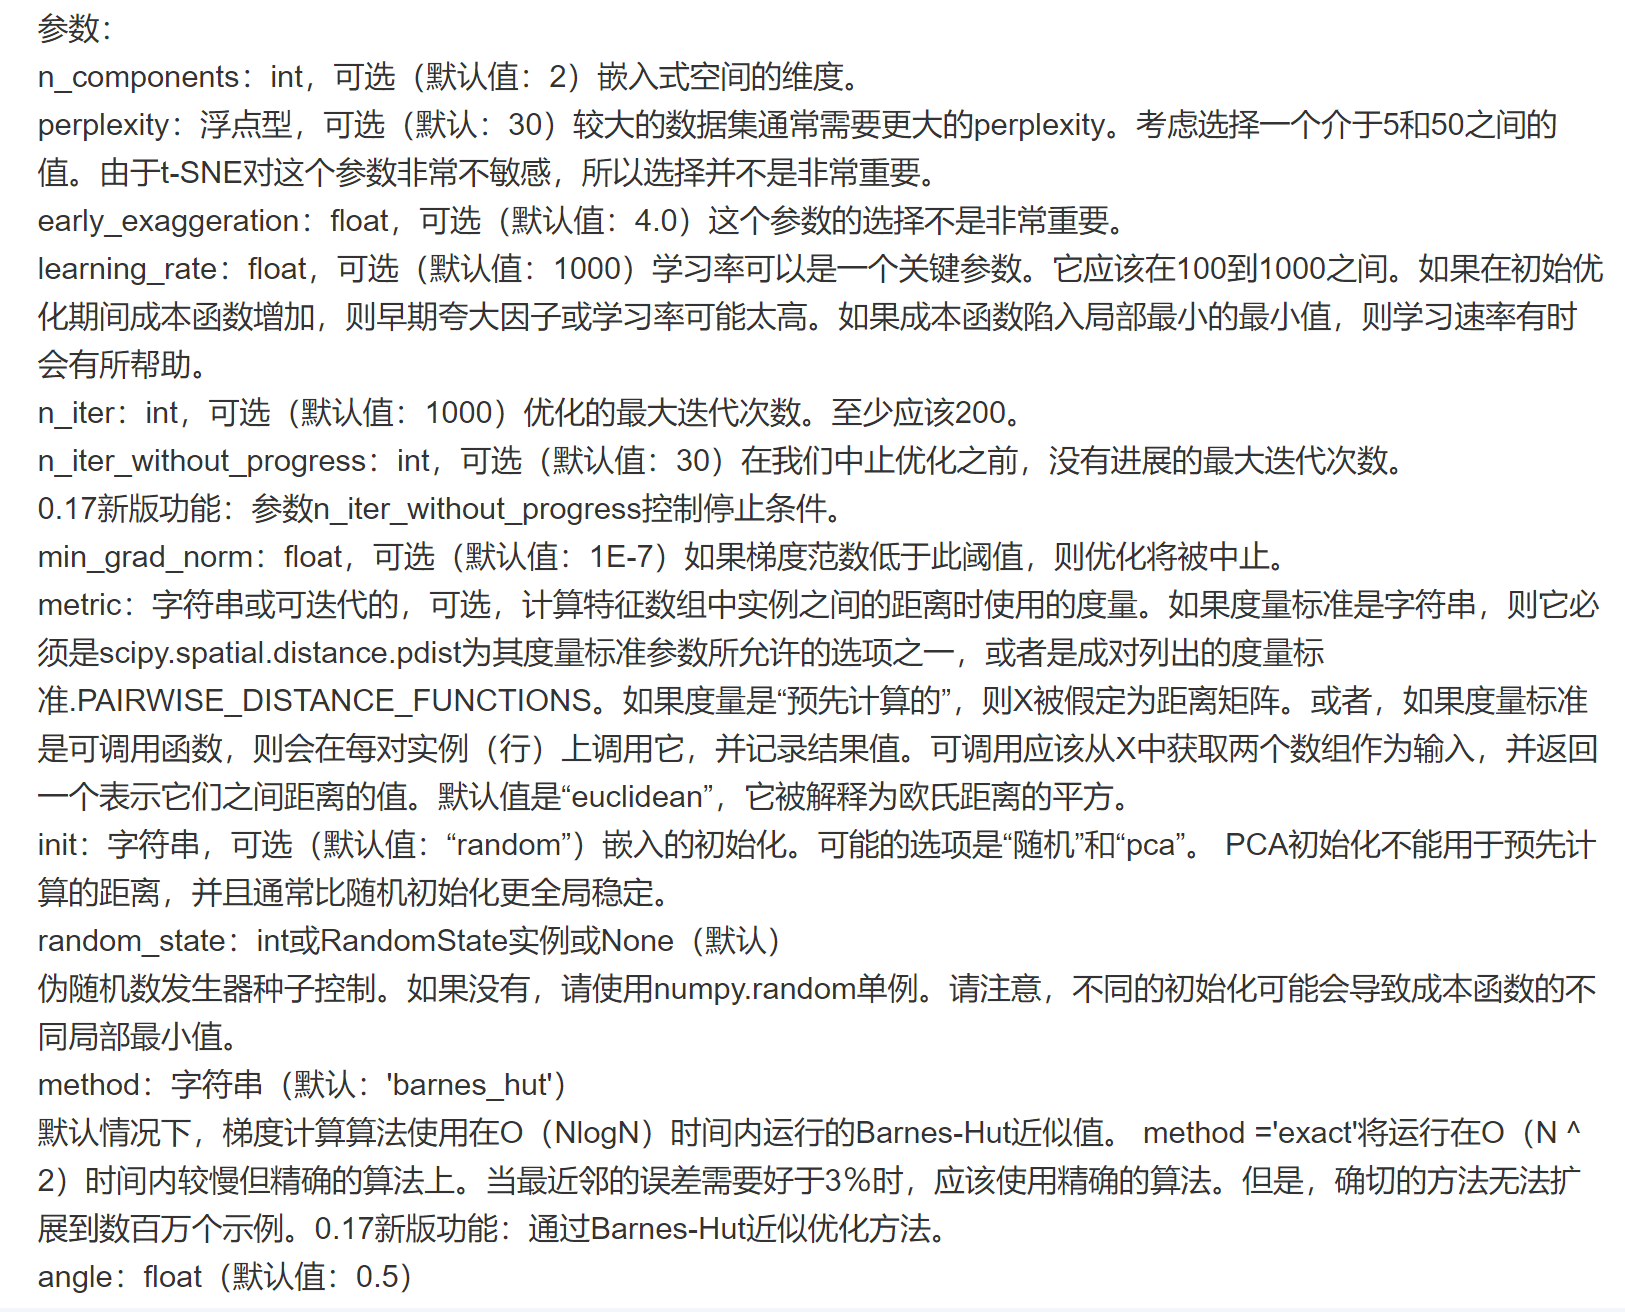 参数：
n_components：int，可选（默认值：2）嵌入式空间的维度。
perplexity：浮点型，可选（默认：30）较大的数据集通常需要更大的perplexity。考虑选择一个介于5和50之间的
值。由于t-SNE对这个参数非常不敏感，所以选择并不是非常重要。
early_exaggeration：float，可选（默认值：4.0）这个参数的选择不是非常重要。
learning_rate：float，可选（默认值：1000）学习率可以是一个关键参数。它应该在100到1000之间。如果在初始优
化期间成本函数增加，则早期夸大因子或学习率可能太高。如果成本函数陷入局部最小的最小值，则学习速率有时
会有所帮助。
n_iter：int，可选（默认值：1000）优化的最大迭代次数。至少应该200。
n_iter_without_progress：int，可选（默认值：30）在我们中止优化之前，没有进展的最大迭代次数。
0.17新版功能：参数n_iter_without_progress控制停止条件。
min_grad_norm：float，可选（默认值：1E-7）如果梯度范数低于此阈值，则优化将被中止。
metric：字符串或可迭代的，可选，计算特征数组中实例之间的距离时使用的度量。如果度量标准是字符串，则它必
须是scipy.spatial.distance.pdist为其度量标准参数所允许的选项之一，或者是成对列出的度量标
准.PAIRWISE_DISTANCE_FUNCTIONS。如果度量是“预先计算的”，则X被假定为距离矩阵。或者，如果度量标准
是可调用函数，则会在每对实例（行）上调用它，并记录结果值。可调用应该从X中获取两个数组作为输入，并返回
一个表示它们之间距离的值。默认值是“euclidean”，它被解释为欧氏距离的平方。
init：字符串，可选（默认值：“random”）嵌入的初始化。可能的选项是“随机”和“pca”。 PCA初始化不能用于预先计
算的距离，并且通常比随机初始化更全局稳定。
random_state：int或RandomState实例或None（默认）
伪随机数发生器种子控制。如果没有，请使用numpy.random单例。请注意，不同的初始化可能会导致成本函数的不
同局部最小值。
method：字符串（默认：'barnes_hut'）
默认情况下，梯度计算算法使用在O（NlogN）时间内运行的Barnes-Hut近似值。 method ='exact'将运行在O（N ^
2）时间内较慢但精确的算法上。当最近邻的误差需要好于3％时，应该使用精确的算法。但是，确切的方法无法扩
展到数百万个示例。0.17新版功能：通过Barnes-Hut近似优化方法。
angle：float（默认值：0.5）